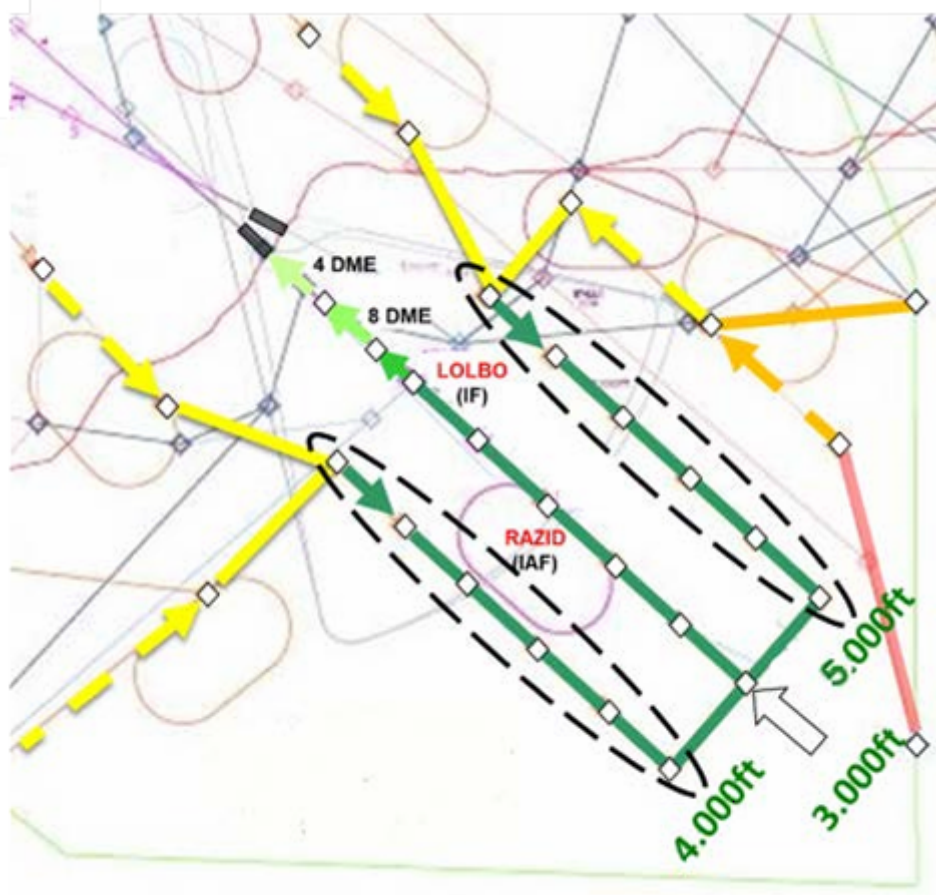 4 DME
8 DME
LOLBO
(IF)
RAZID
(IAF)
5.000ft
3.000ft
4.000ft